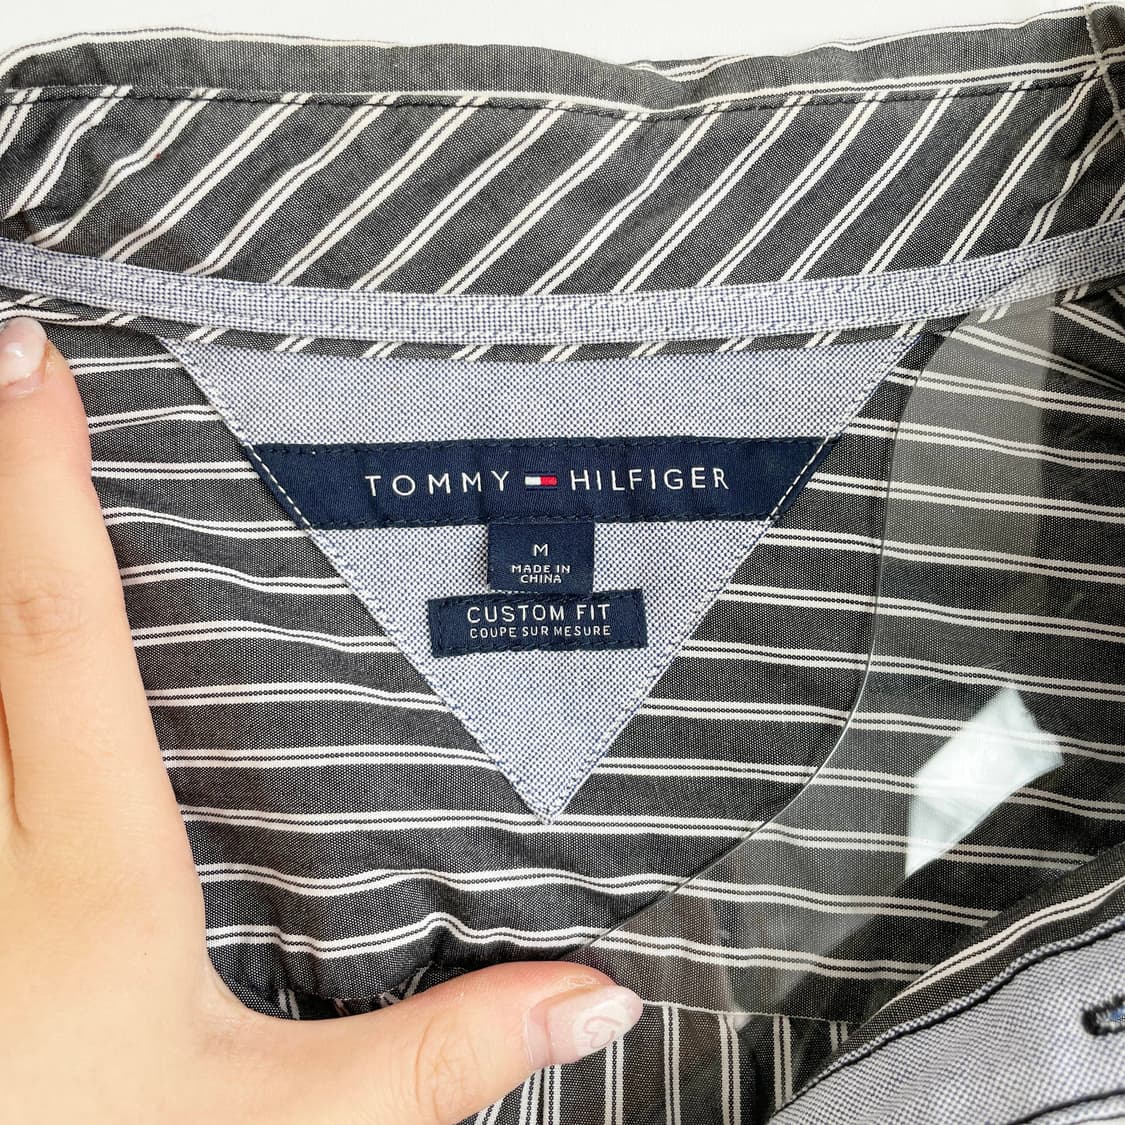 TOMMY HILFIGER
M
MADE IN
CHINA
CUSTOM FIT
COUPE SUR MESURE